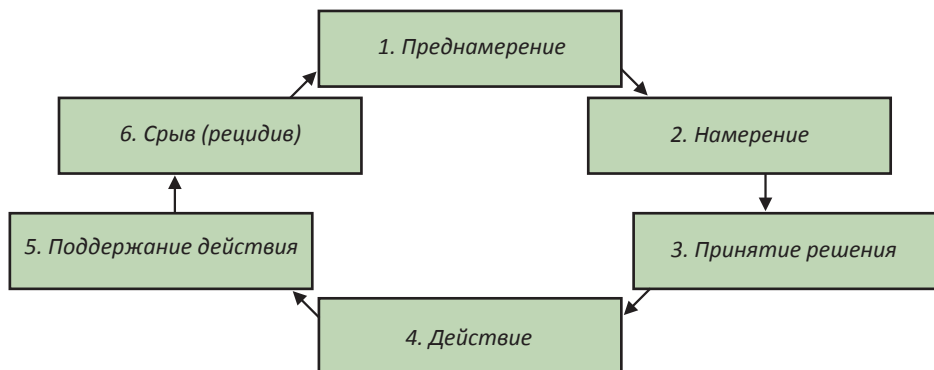 1. Преднамерение
2. Намерение
3. Принятие решения
4. Действие
5. Поддержание действия
6. Срыв (рецидив)